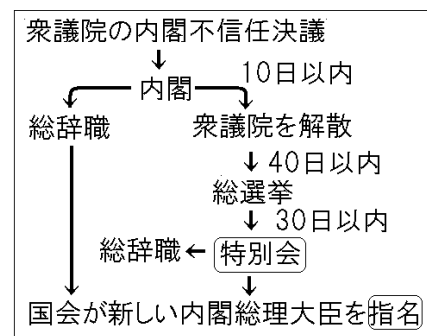 衆議院の内閣不信任決議
10日以内
内閣
総辞職
衆議院を解散
40日以内
総選挙
30日以内
総辞職
特別会
国会が新しい内閣総理大臣を指名